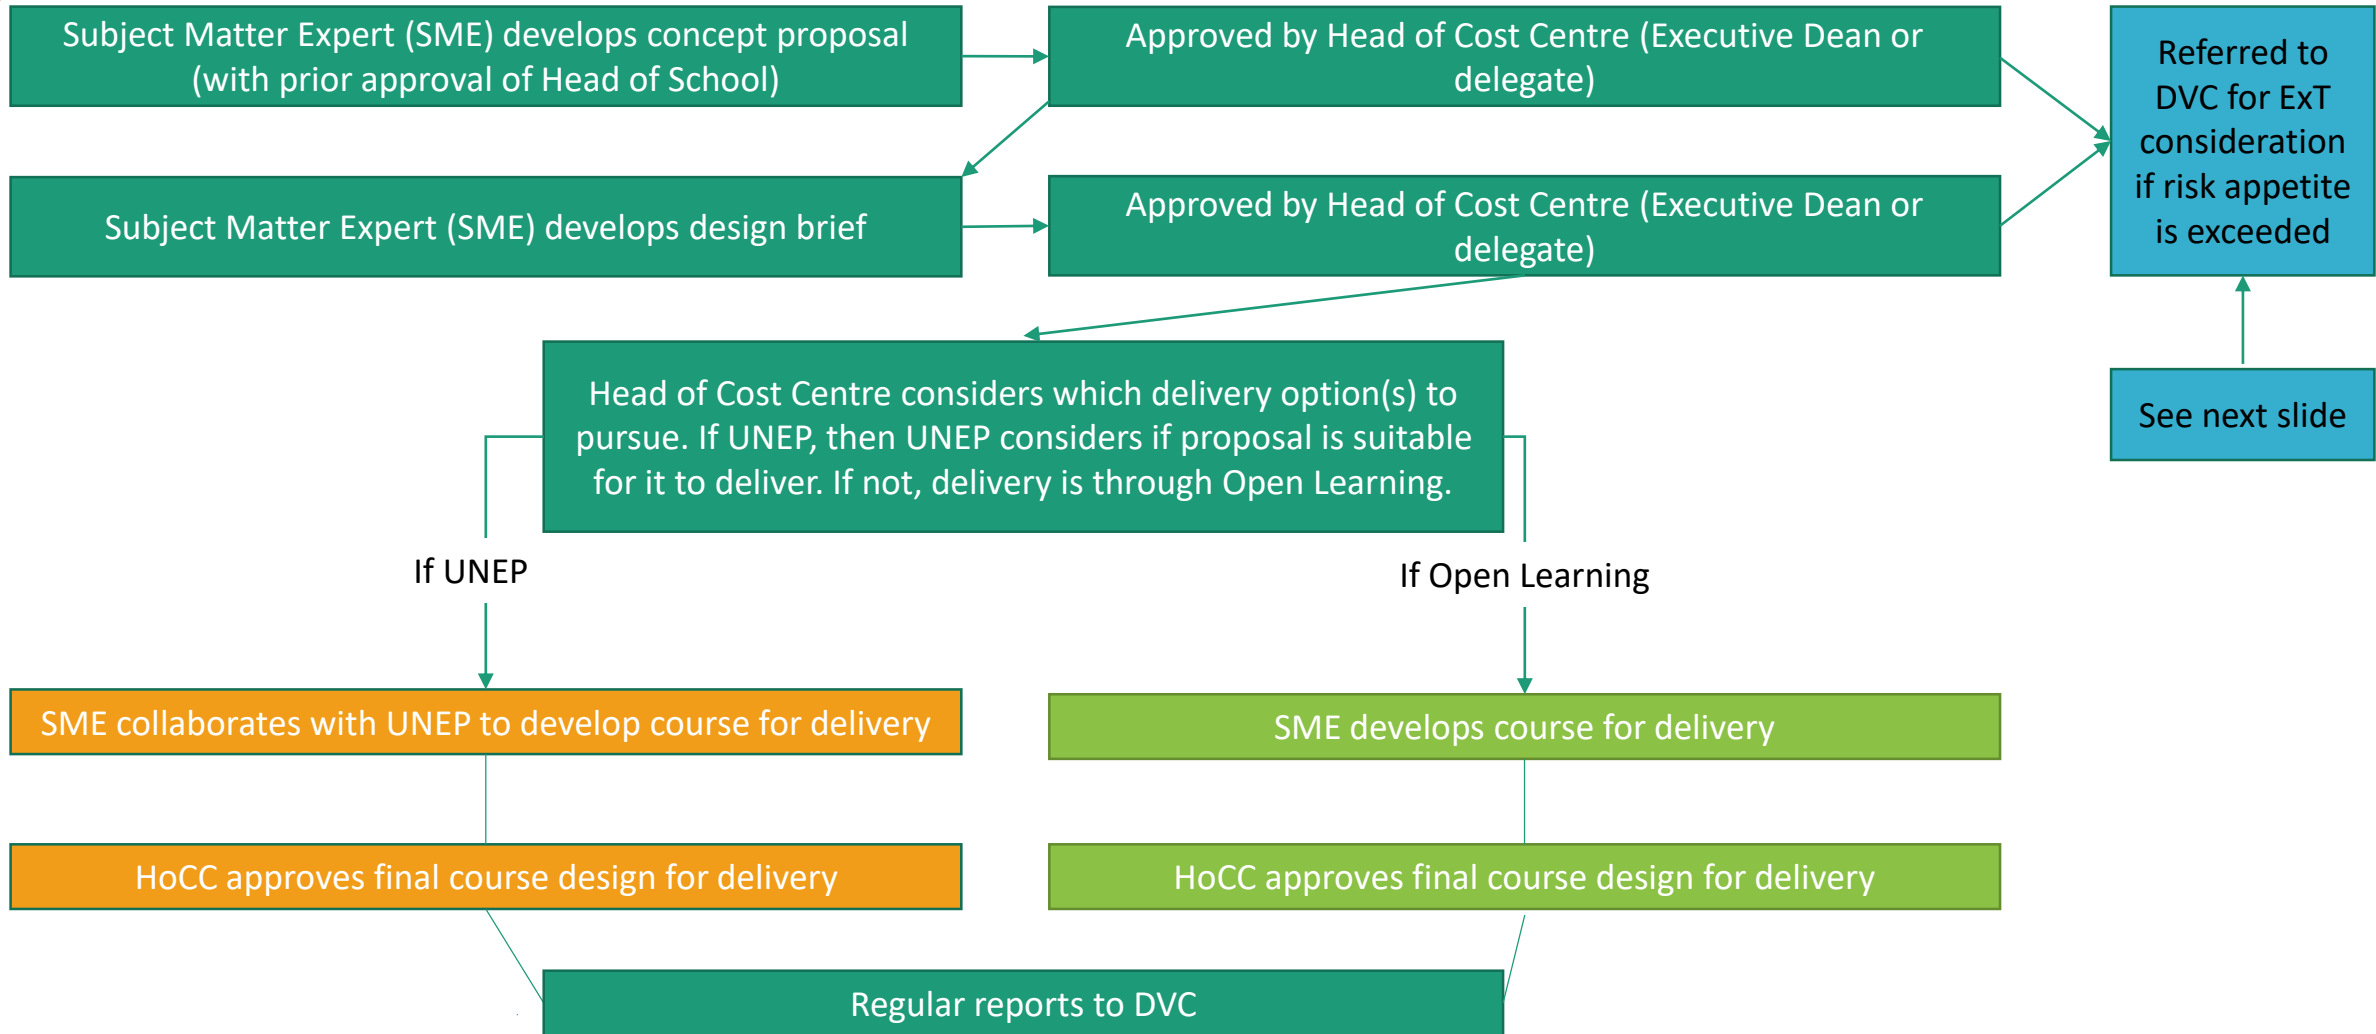 Subject Matter Expert (SME) develops concept proposal
(with prior approval of Head of School)
Approved by Head of Cost Centre (Executive Dean or
delegate)
Referred to
DVC for ExT
consideration
if risk appetite
is exceeded
Subject Matter Expert (SME) develops design brief
Approved by Head of Cost Centre (Executive Dean or
delegate)
Head of Cost Centre considers which delivery option(s) to
pursue. If UNEP, then UNEP considers if proposal is suitable
for it to deliver. If not, delivery is through Open Learning.
See next slide
If UNEP
If Open Learning
SME collaborates with UNEP to develop course for delivery
SME develops course for delivery
HoCC approves final course design for delivery
HoCC approves final course design for delivery
Regular reports to DVC